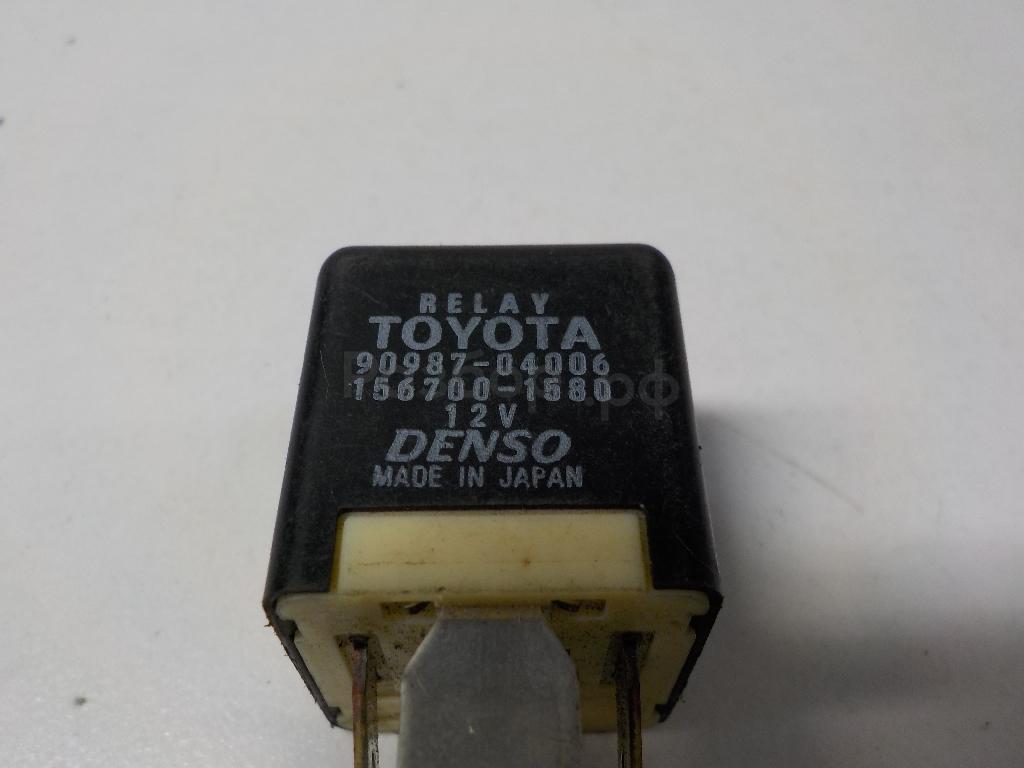 RELAY
TOYOTA
90987-04006
156700-1580
12V
DENSO
MADE IN JAPAN